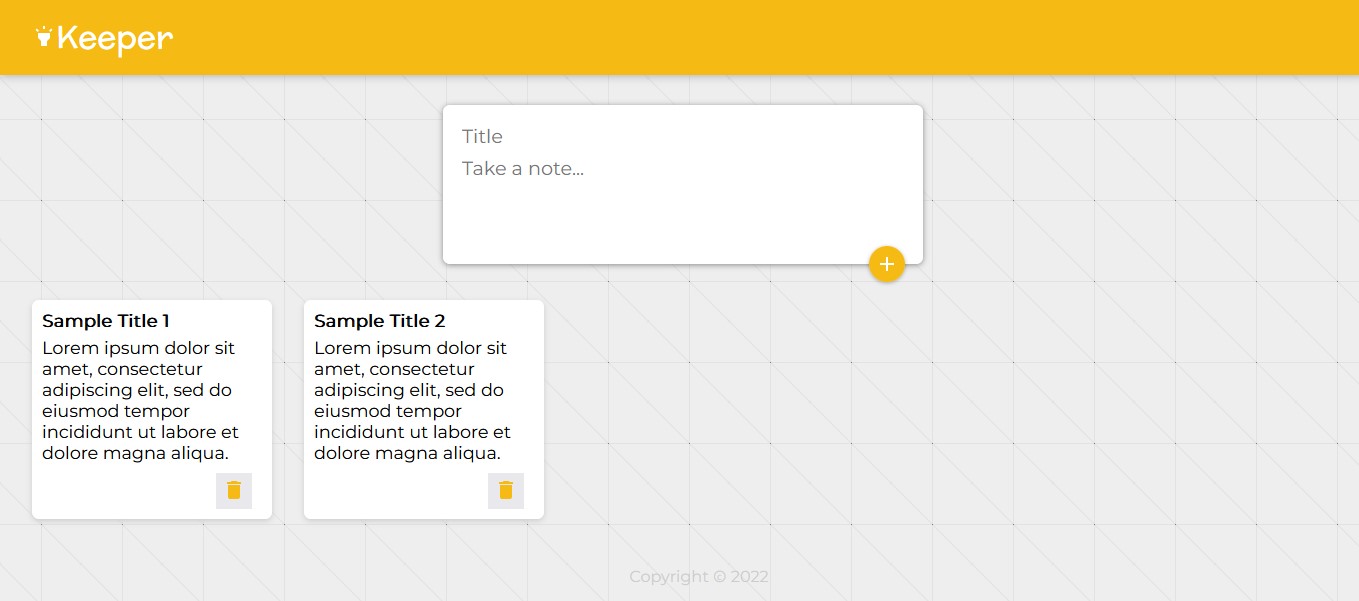 Keeper
Title
Take a note...
Sample Title 1
Lorem ipsum dolor sit
amet, consectetur
adipiscing elit, sed do
eiusmod tempor
incididunt ut labore et
dolore magna aliqua.
Sample Title 2
Lorem ipsum dolor sit
amet, consectetur
adipiscing elit, sed do
eiusmod tempor
incididunt ut labore et
dolore magna aliqua.
Copyright © 2022